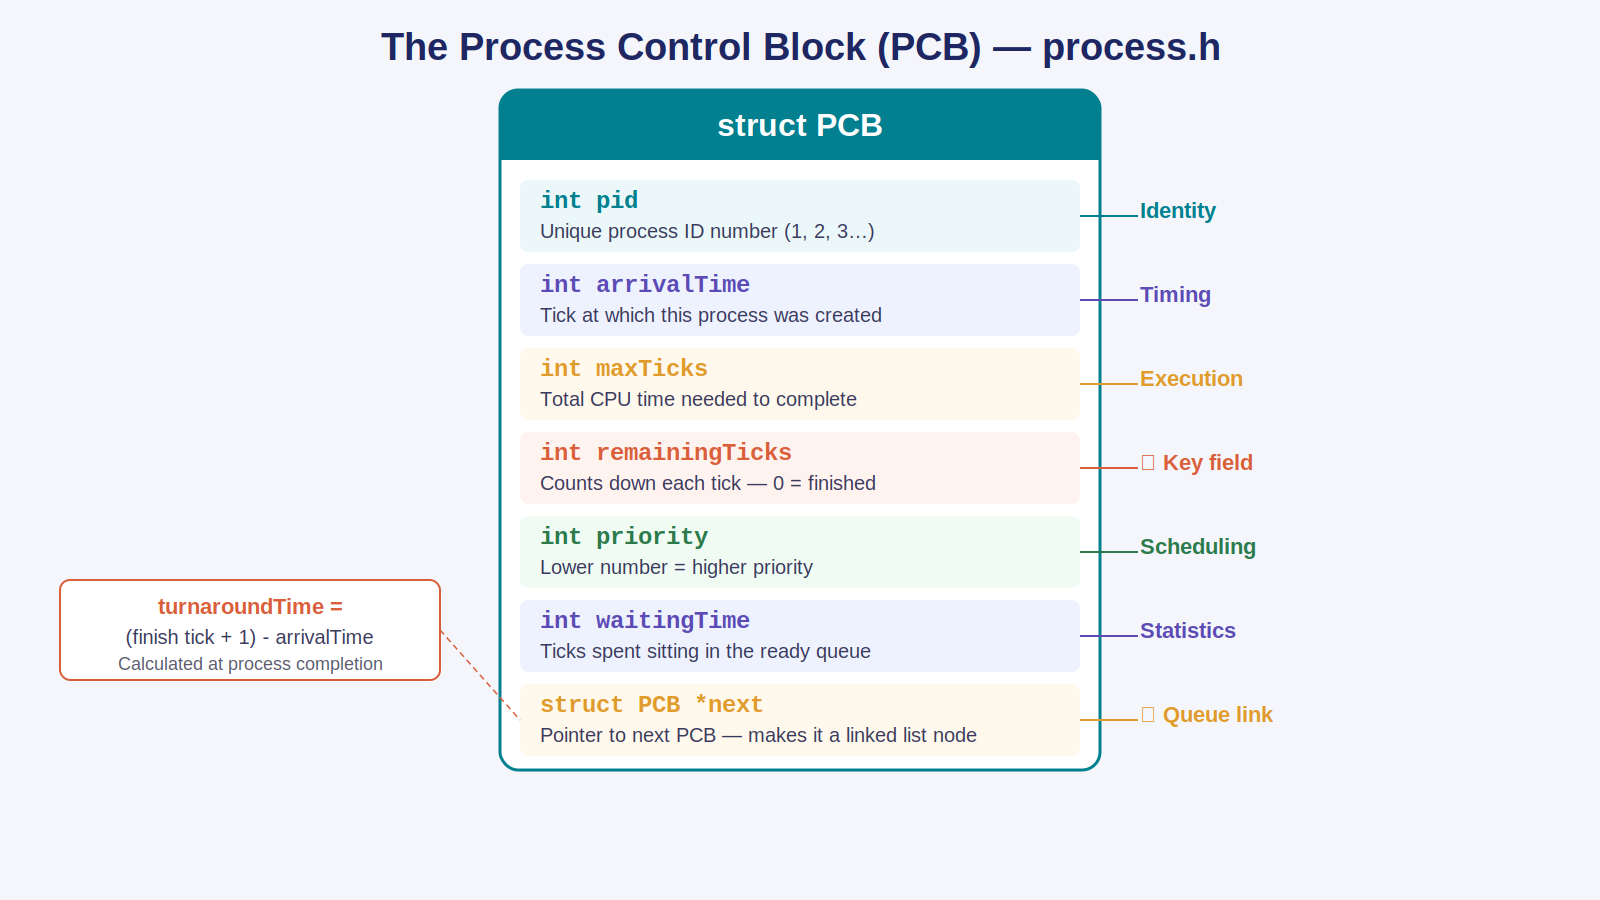 The Process Control Block (PCB) — process.h
struct PCB
int pid
Unique process ID number (1, 2, 3…)
Identity
int arrivalTime
Tick at which this process was created
Timing
int maxTicks
Total CPU time needed to complete
Execution
int remainingTicks
Counts down each tick — 0 = finished
Key field
int priority
Lower number = higher priority
Scheduling
turnaroundTime =
(finish tick + 1) - arrivalTime
Calculated at process completion
int waitingTime
Ticks spent sitting in the ready queue
Statistics
struct PCB *next
Pointer to next PCB — makes it a linked list node
Queue link